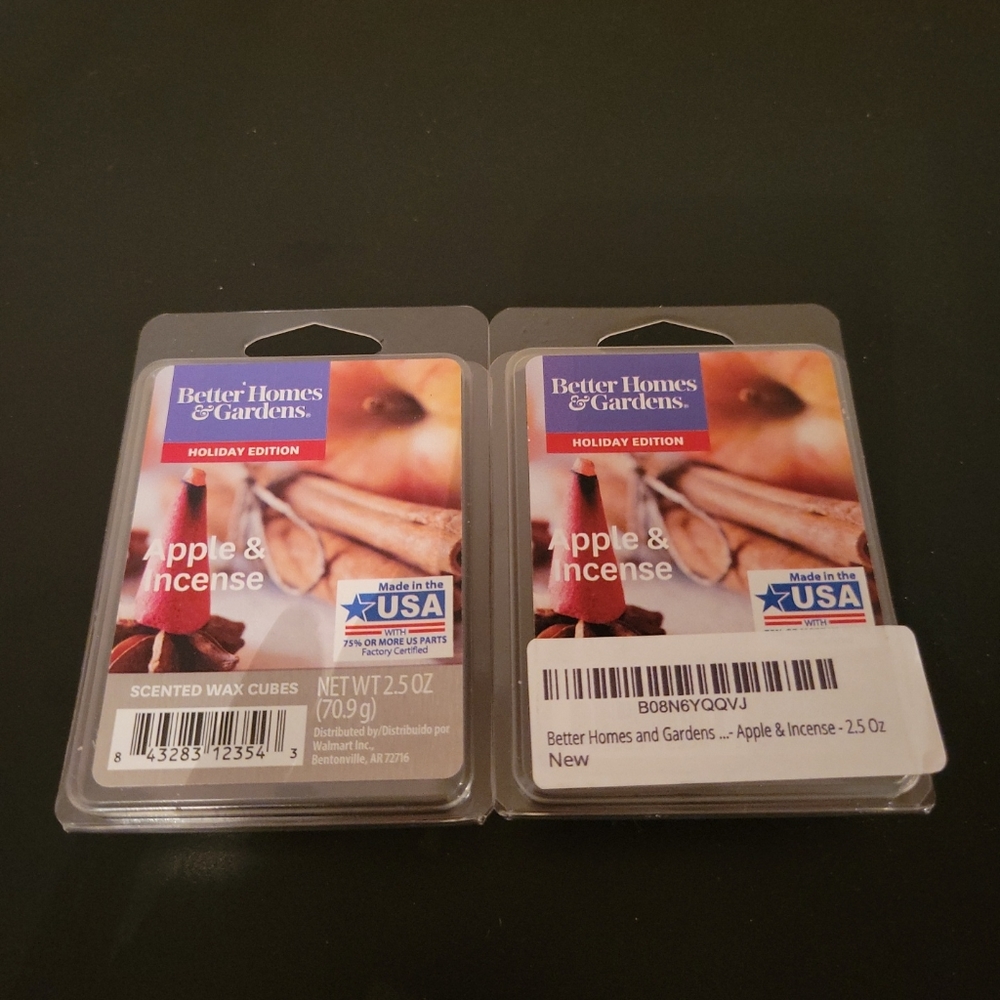 Better Homes
& Gardens®
HOLIDAY EDITION
Apple &
Incense
Made in the
USA
WITH
75% OR MORE US PARTS
Factory Certified
SCENTED WAX CUBES
NET WT 2.5 OZ
(70.9 g)
Distributed by/Distribuido por
Walmart Inc.,
Bentonville, AR 72716
8 43283 12354 3
Better Homes
& Gardens®
HOLIDAY EDITION
Apple &
Incense
Made in the
USA
WITH
B08N6YQQVJ
Better Homes and Gardens ...- Apple & Incense - 2.5 Oz
New